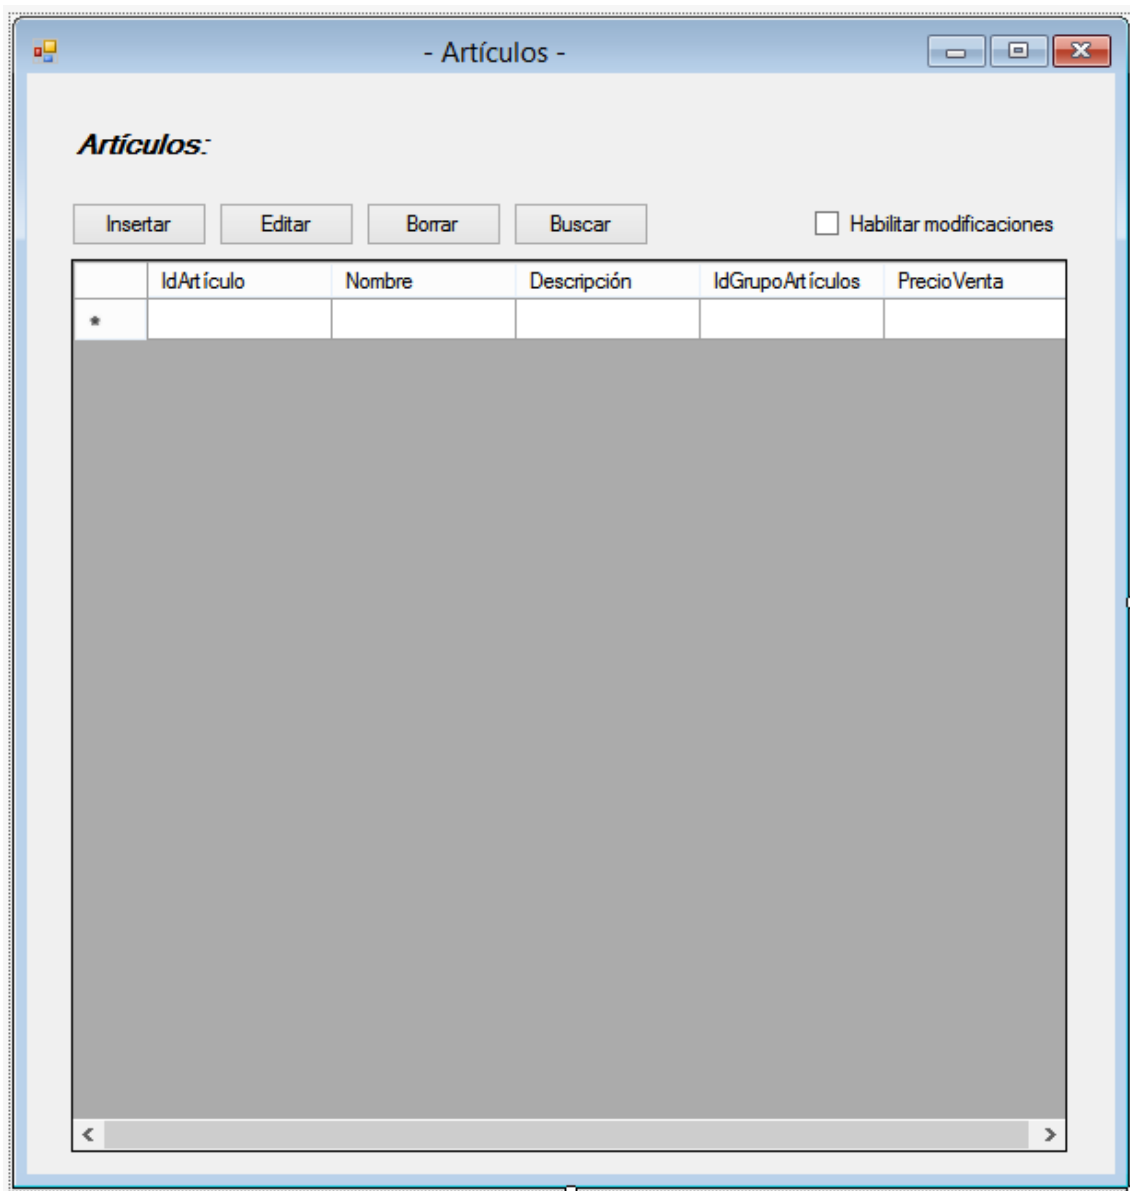 - Artículos -
Artículos:
Insertar Editar Borrar Buscar Habilitar modificaciones
IdArtículo Nombre Descripción IdGrupoArtículos PrecioVenta